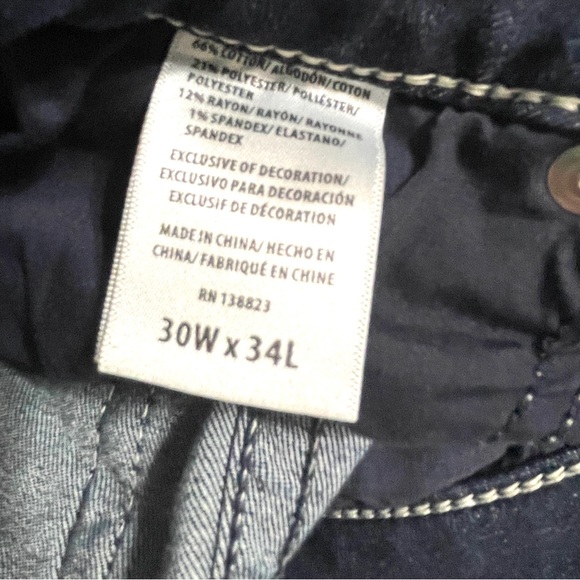 66% COTTON/ALGODÓN/COTON
21% POLYESTER/POLIÉSTER/
POLYESTER
12% RAYON/RAYÓN/RAYONNE
1% SPANDEX/ELASTANO/
SPANDEX
EXCLUSIVE OF DECORATION/
EXCLUSIVO PARA DECORACIÓN
EXCLUSIF DE DÉCORATION
MADE IN CHINA/ HECHO EN
CHINA/FABRIQUÉ EN CHINE
RN 138823
30W x 34L